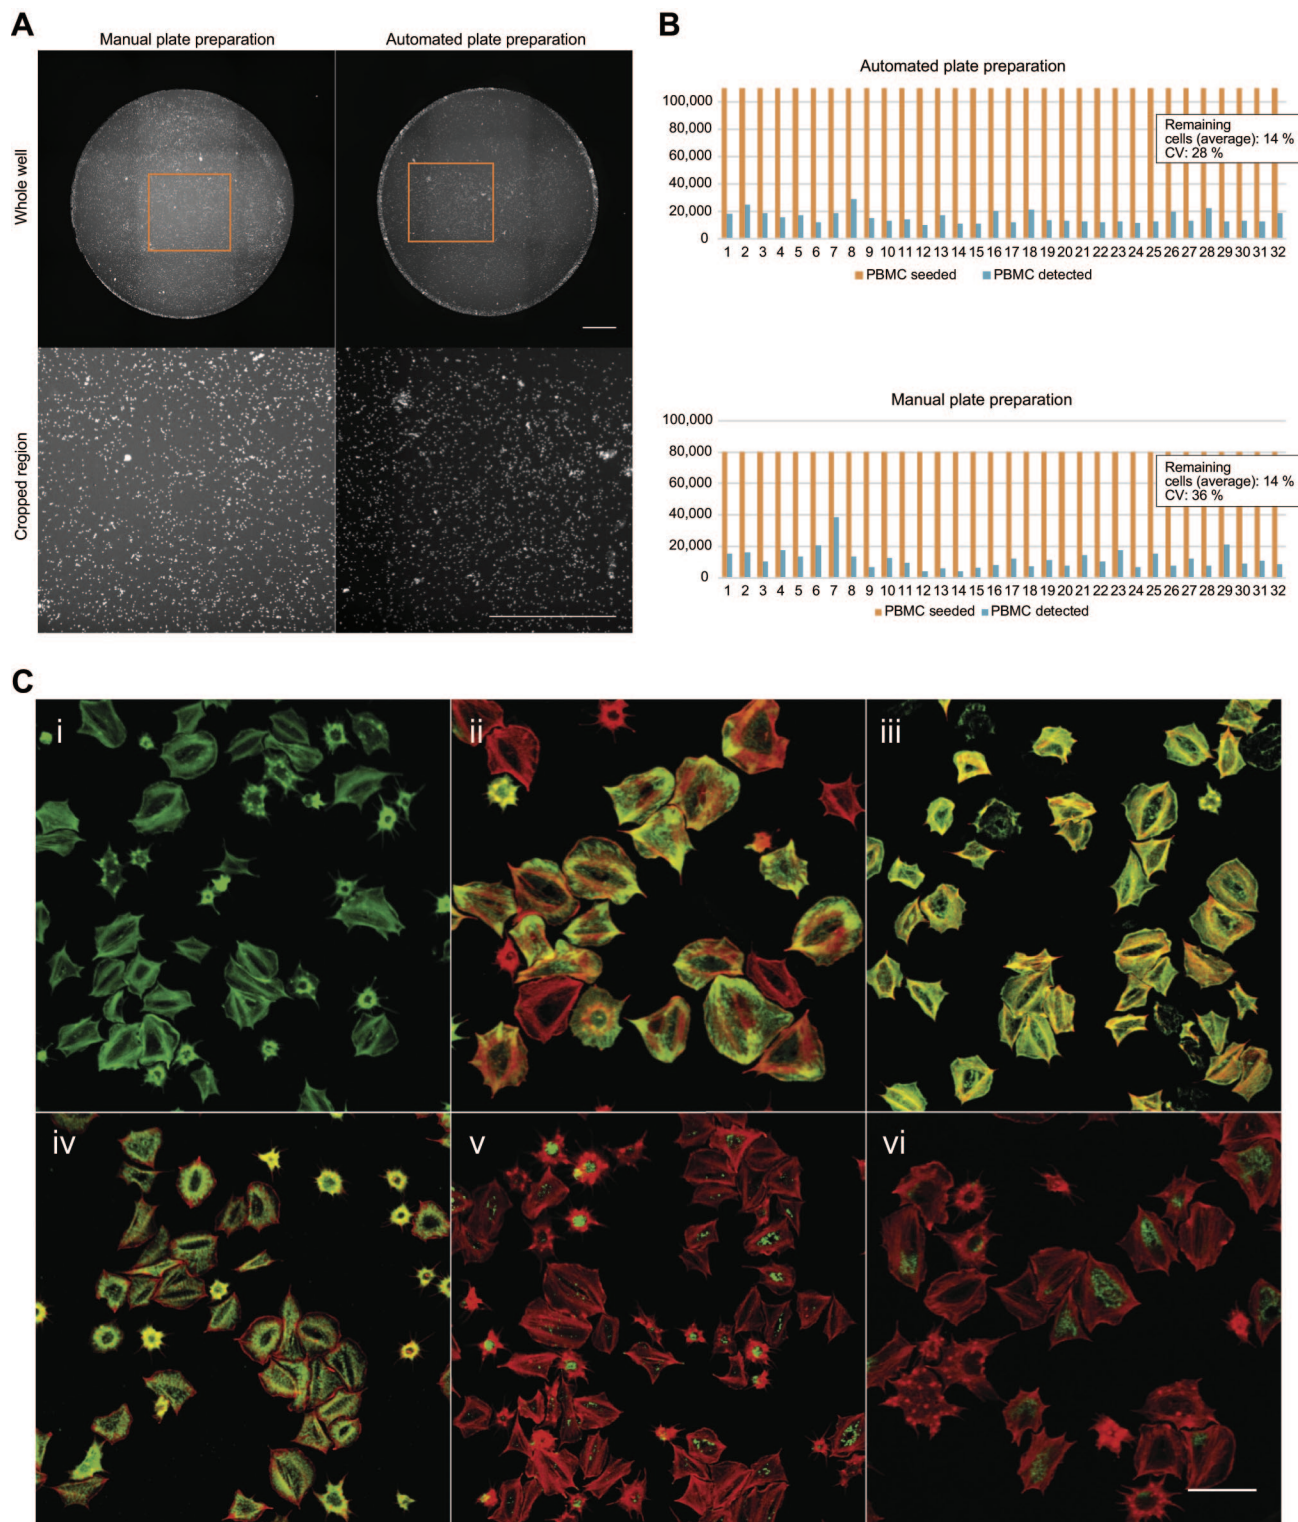 A
Manual plate preparation
Automated plate preparation
Whole well
Cropped region
B
Automated plate preparation
100,000
80,000
60,000
40,000
20,000
0
Remaining
cells (average): 14 %
CV: 28 %
1 2 3 4 5 6 7 8 9 10 11 12 13 14 15 16 17 18 19 20 21 22 23 24 25 26 27 28 29 30 31 32
PBMC seeded PBMC detected
Manual plate preparation
100,000
80,000
60,000
40,000
20,000
0
Remaining
cells (average): 14 %
CV: 36 %
1 2 3 4 5 6 7 8 9 10 11 12 13 14 15 16 17 18 19 20 21 22 23 24 25 26 27 28 29 30 31 32
PBMC seeded PBMC detected
C
i
ii
iii
iv
v
vi